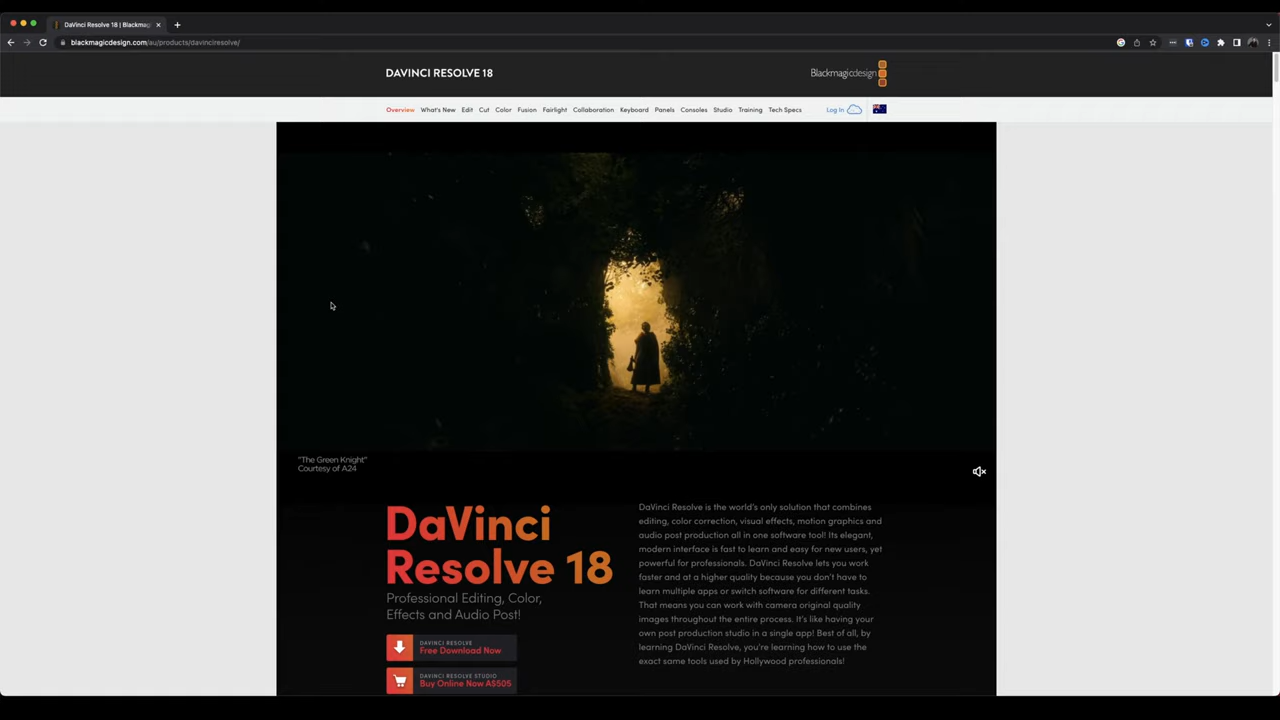 DaVinci Resolve 18 | Blackmag
blackmagicdesign.com/au/products/davinciresolve/
DAVINCI RESOLVE 18
Blackmagicdesign
Overview What's New Edit Cut Color Fusion Fairlight Collaboration Keyboard Panels Consoles Studio Training Tech Specs Log In
"The Green Knight"
Courtesy of A24
DaVinci
Resolve 18
Professional Editing, Color,
Effects and Audio Post!
DAVINCI RESOLVE
Free Download Now
DAVINCI RESOLVE STUDIO
Buy Online Now A$505
DaVinci Resolve is the world's only solution that combines
editing, color correction, visual effects, motion graphics and
audio post production all in one software tool! Its elegant,
modern interface is fast to learn and easy for new users, yet
powerful for professionals. DaVinci Resolve lets you work
faster and at a higher quality because you don't have to
learn multiple apps or switch software for different tasks.
That means you can work with camera original quality
images throughout the entire process. It's like having your
own post production studio in a single app! Best of all, by
learning DaVinci Resolve, you're learning how to use the
exact same tools used by Hollywood professionals!